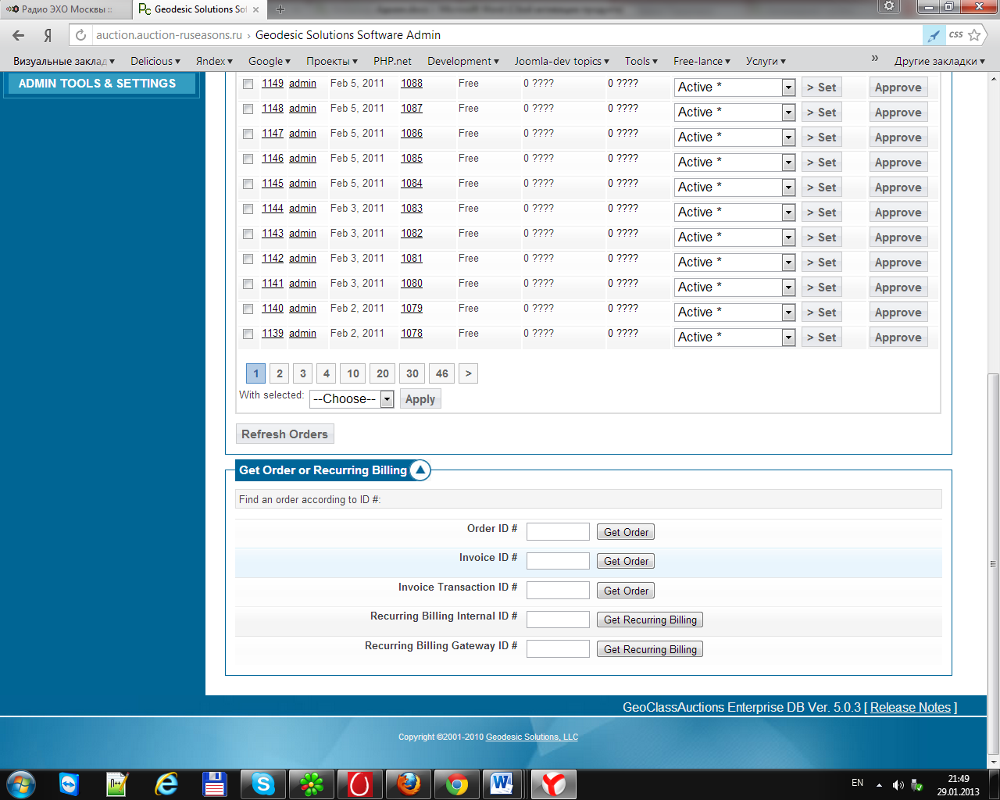 Радио ЭХО Москвы ::
Geodesic Solutions Sof
auction.auction-ruseasons.ru › Geodesic Solutions Software Admin
css
Визуальные заклад
Delicious
Яndex
Google
Проекты
PHP.net
Development
Joomla-dev topics
Tools
Free-lance
Услуги
»
Другие закладки
ADMIN TOOLS & SETTINGS
1149 admin Feb 5, 2011 1088 Free 0 ???? 0 ???? Active * > Set Approve
1148 admin Feb 5, 2011 1087 Free 0 ???? 0 ???? Active * > Set Approve
1147 admin Feb 5, 2011 1086 Free 0 ???? 0 ???? Active * > Set Approve
1146 admin Feb 5, 2011 1085 Free 0 ???? 0 ???? Active * > Set Approve
1145 admin Feb 5, 2011 1084 Free 0 ???? 0 ???? Active * > Set Approve
1144 admin Feb 3, 2011 1083 Free 0 ???? 0 ???? Active * > Set Approve
1143 admin Feb 3, 2011 1082 Free 0 ???? 0 ???? Active * > Set Approve
1142 admin Feb 3, 2011 1081 Free 0 ???? 0 ???? Active * > Set Approve
1141 admin Feb 3, 2011 1080 Free 0 ???? 0 ???? Active * > Set Approve
1140 admin Feb 2, 2011 1079 Free 0 ???? 0 ???? Active * > Set Approve
1139 admin Feb 2, 2011 1078 Free 0 ???? 0 ???? Active * > Set Approve
1 2 3 4 10 20 30 46 >
With selected: --Choose-- Apply
Refresh Orders
Get Order or Recurring Billing
Find an order according to ID #:
Order ID # Get Order
Invoice ID # Get Order
Invoice Transaction ID # Get Order
Recurring Billing Internal ID # Get Recurring Billing
Recurring Billing Gateway ID # Get Recurring Billing
GeoClassAuctions Enterprise DB Ver. 5.0.3 [ Release Notes ]
Copyright ©2001-2010 Geodesic Solutions, LLC
EN
21:49
29.01.2013